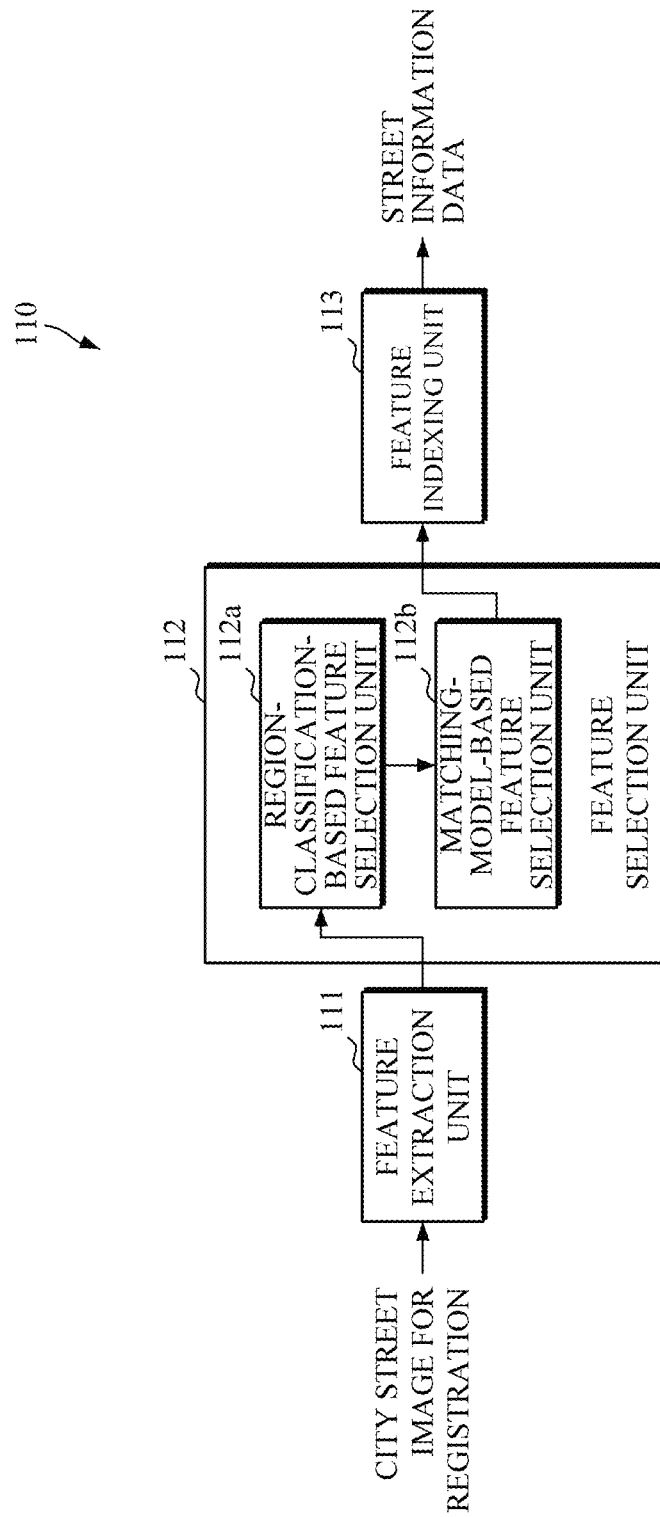 110
CITY STREET
IMAGE FOR
REGISTRATION
111
FEATURE
EXTRACTION
UNIT
112
112a
REGION-
CLASSIFICATION-
BASED FEATURE
SELECTION UNIT
112b
MATCHING-
MODEL-BASED
FEATURE
SELECTION UNIT
FEATURE
SELECTION UNIT
113
FEATURE
INDEXING UNIT
STREET
INFORMATION
DATA